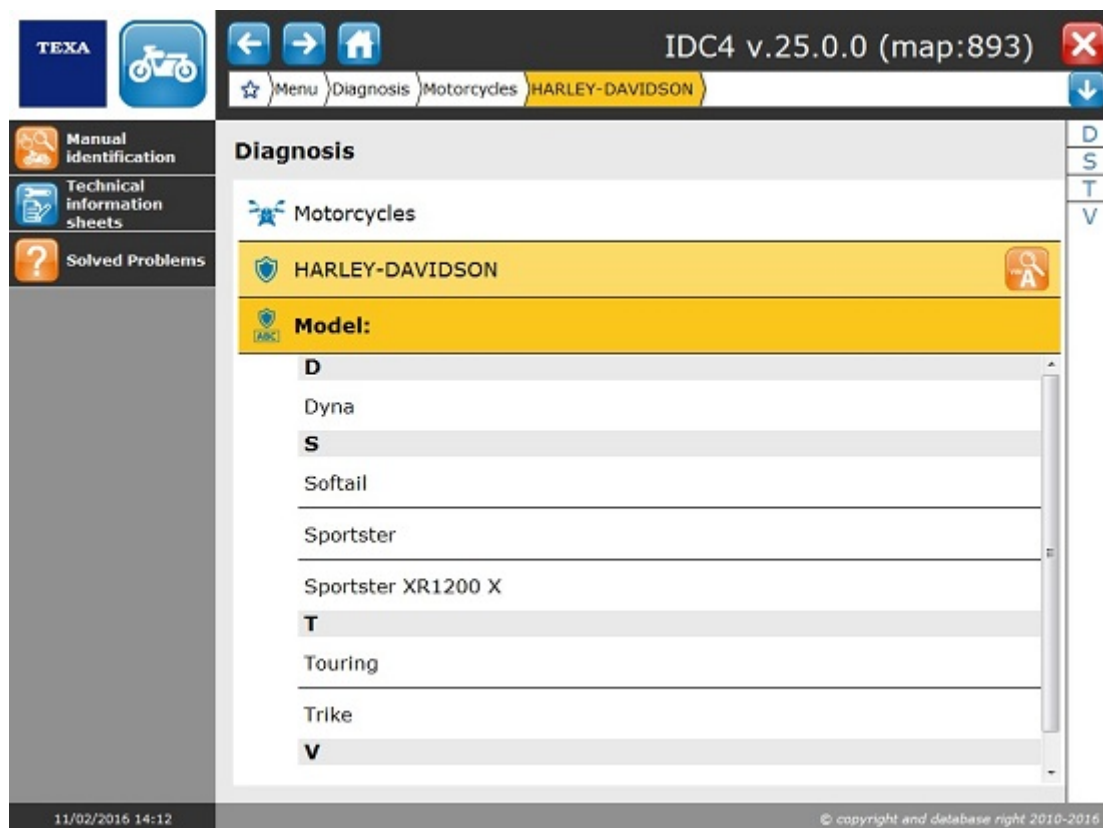 TEXA
IDC4 v.25.0.0 (map:893)
Menu Diagnosis Motorcycles HARLEY-DAVIDSON
Manual
identification
Technical
information
sheets
Solved Problems
Diagnosis
Motorcycles
HARLEY-DAVIDSON
A
Model:
ABC
D
Dyna
S
Softail
Sportster
Sportster XR1200 X
T
Touring
Trike
V
D
S
T
V
11/02/2016 14:12
© copyright and database right 2010-2016